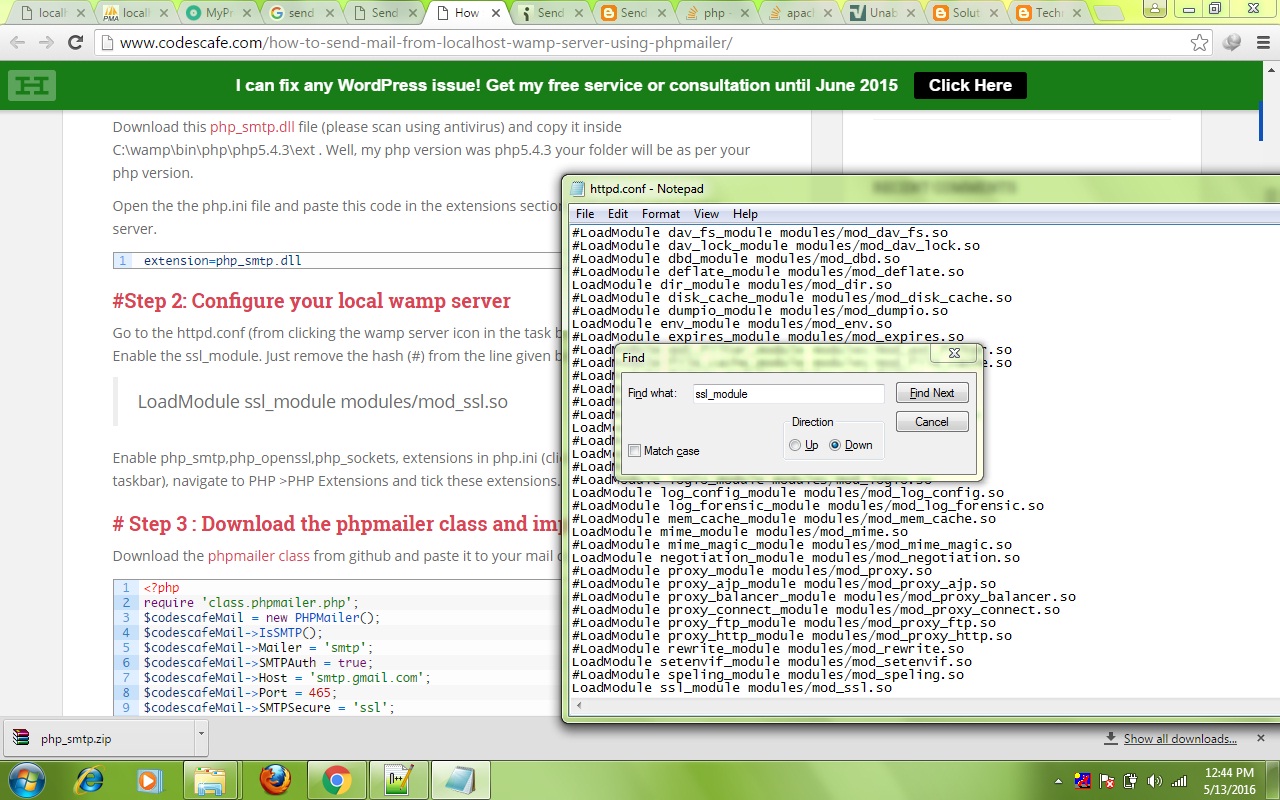 localh
locall
MyPr
send
Send
How
Send
Send
php -
apac
Unab
Solut
Techi
www.codescafe.com/how-to-send-mail-from-localhost-wamp-server-using-phpmailer/
I can fix any WordPress issue! Get my free service or consultation until June 2015 Click Here
Download this php_smtp.dll file (please scan using antivirus) and copy it inside
C:\wamp\bin\php\php5.4.3\ext . Well, my php version was php5.4.3 your folder will be as per your
php version.
Open the the php.ini file and paste this code in the extensions section
server.
1 extension=php_smtp.dll
#Step 2: Configure your local wamp server
Go to the httpd.conf (from clicking the wamp server icon in the task b
Enable the ssl_module. Just remove the hash (#) from the line given b
LoadModule ssl_module modules/mod_ssl.so
Enable php_smtp,php_openssl,php_sockets, extensions in php.ini (cli
taskbar), navigate to PHP >PHP Extensions and tick these extensions.
# Step 3 : Download the phpmailer class and imp
Download the phpmailer class from github and paste it to your mail d
1 <?php
2 require 'class.phpmailer.php';
3 $codescafeMail = new PHPMailer();
4 $codescafeMail->IsSMTP();
5 $codescafeMail->Mailer = 'smtp';
6 $codescafeMail->SMTPAuth = true;
7 $codescafeMail->Host = 'smtp.gmail.com';
8 $codescafeMail->Port = 465;
9 $codescafeMail->SMTPSecure = 'ssl';
RECENT COMMENTS
httpd.conf - Notepad
File Edit Format View Help
#LoadModule dav_fs_module modules/mod_dav_fs.so
#LoadModule dav_lock_module modules/mod_dav_lock.so
#LoadModule dbd_module modules/mod_dbd.so
#LoadModule deflate_module modules/mod_deflate.so
LoadModule dir_module modules/mod_dir.so
#LoadModule disk_cache_module modules/mod_disk_cache.so
#LoadModule dumpio_module modules/mod_dumpio.so
LoadModule env_module modules/mod_env.so
#LoadModule expires_module modules/mod_expires.so
Find
Find what: ssl_module
Find Next
Cancel
Direction
Up Down
Match case
LoadModule log_config_module modules/mod_log_config.so
#LoadModule log_forensic_module modules/mod_log_forensic.so
#LoadModule mem_cache_module modules/mod_mem_cache.so
LoadModule mime_module modules/mod_mime.so
#LoadModule mime_magic_module modules/mod_mime_magic.so
LoadModule negotiation_module modules/mod_negotiation.so
#LoadModule proxy_module modules/mod_proxy.so
#LoadModule proxy_ajp_module modules/mod_proxy_ajp.so
#LoadModule proxy_balancer_module modules/mod_proxy_balancer.so
#LoadModule proxy_connect_module modules/mod_proxy_connect.so
#LoadModule proxy_ftp_module modules/mod_proxy_ftp.so
#LoadModule proxy_http_module modules/mod_proxy_http.so
#LoadModule rewrite_module modules/mod_rewrite.so
LoadModule setenvif_module modules/mod_setenvif.so
#LoadModule speling_module modules/mod_speling.so
LoadModule ssl_module modules/mod_ssl.so
php_smtp.zip
Show all downloads...
12:44 PM
5/13/2016